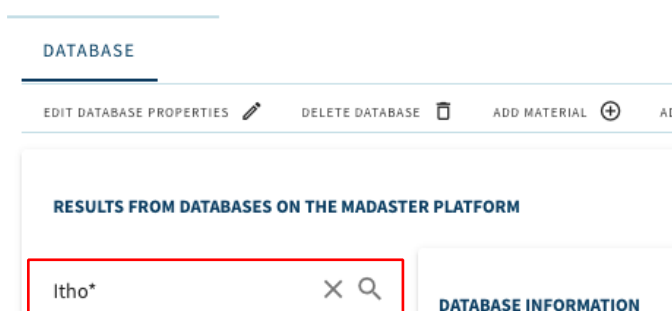 DATABASE
EDIT DATABASE PROPERTIES DELETE DATABASE ADD MATERIAL
RESULTS FROM DATABASES ON THE MADASTER PLATFORM
Itho*
DATABASE INFORMATION